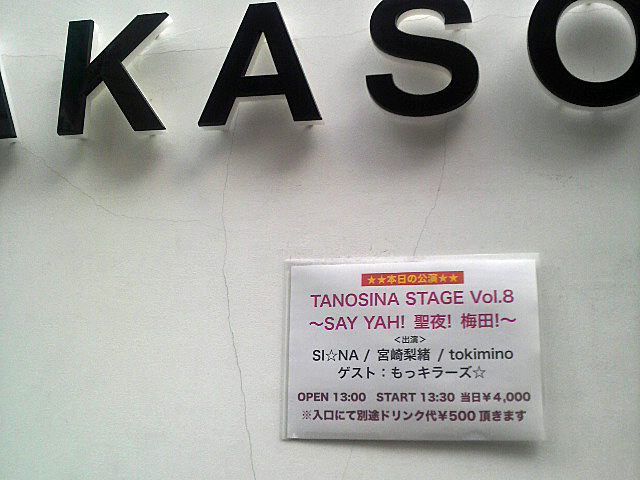 KASO
★★本日の公演★★
TANOSINA STAGE Vol.8
～SAY YAH! 聖夜! 梅田!～
<出演>
SI☆NA / 宮崎梨緒 / tokimino
ゲスト：もっキラーズ☆
OPEN 13:00 START 13:30 当日￥4,000
※入口にて別途ドリンク代￥500 頂きます